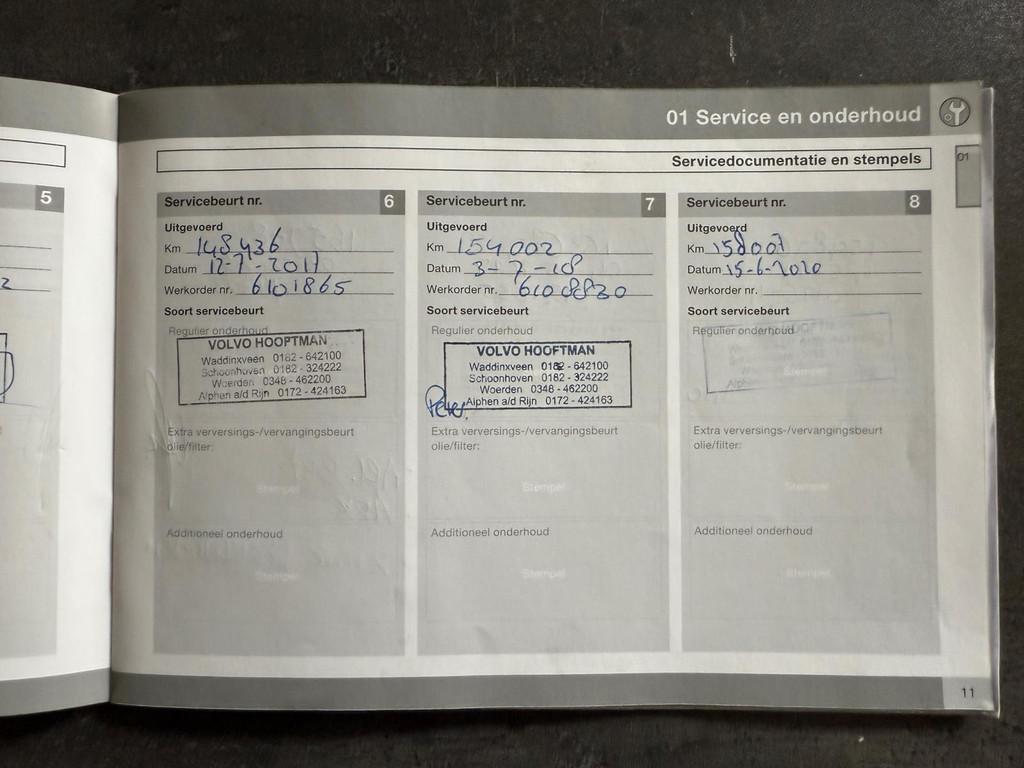 01 Service en onderhoud
01
Servicedocumentatie en stempels
5
Servicebeurt nr. 6
Uitgevoerd
Km 148436
Datum 12-7-2017
Werkorder nr. 6101865
Soort servicebeurt
Regulier onderhoud
VOLVO HOOFTMAN
Waddinxveen 0182 - 642100
Schoonhoven 0182 - 324222
Woerden 0348 - 462200
Alphen a/d Rijn 0172 - 424163
Extra verversings-/vervangingsbeurt
olie/filter:
Stempel
Additioneel onderhoud
Stempel
Servicebeurt nr. 7
Uitgevoerd
Km 154002
Datum 3-7-18
Werkorder nr. 6108830
Soort servicebeurt
Regulier onderhoud
VOLVO HOOFTMAN
Waddinxveen 0182 - 642100
Schoonhoven 0182 - 324222
Woerden 0348 - 462200
Alphen a/d Rijn 0172 - 424163
Peter.
Extra verversings-/vervangingsbeurt
olie/filter:
Stempel
Additioneel onderhoud
Stempel
Servicebeurt nr. 8
Uitgevoerd
Km 158007
Datum 15-6-2020
Werkorder nr.
Soort servicebeurt
Regulier onderhoud
Stempel
Extra verversings-/vervangingsbeurt
olie/filter:
Stempel
Additioneel onderhoud
Stempel
11